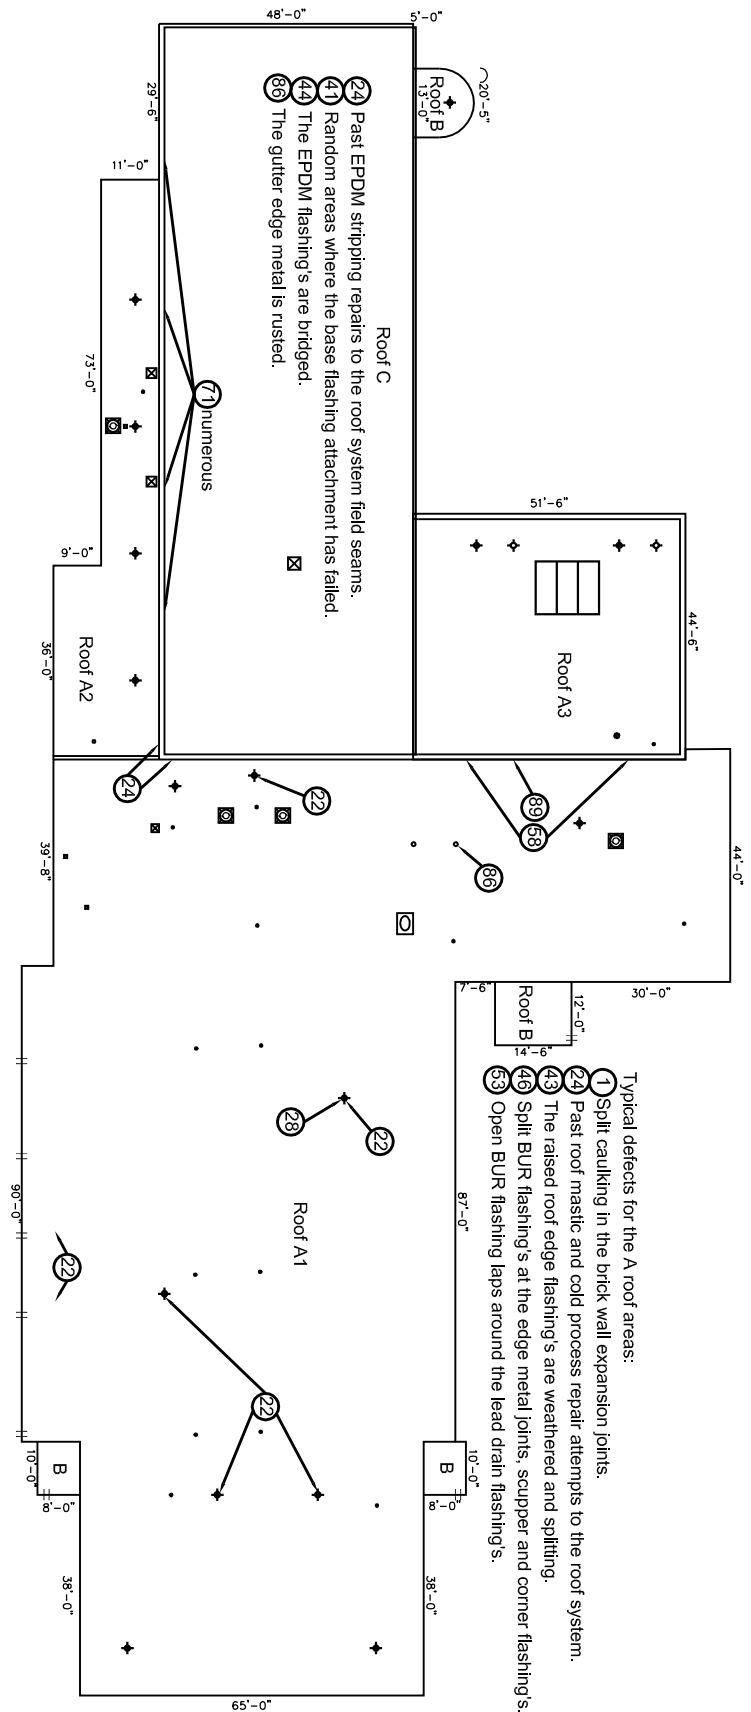 48'-0"
5'-0"
29'-6"
11'-0"
73'-0"
9'-0"
36'-0"
39'-8"
Roof B
13'-0"
20'-5"
24 Past EPDM stripping repairs to the roof system field seams.
41 Random areas where the base flashing attachment has failed.
44 The EPDM flashing's are bridged.
86 The gutter edge metal is rusted.
Roof C
71 numerous
51'-6"
44'-6"
Roof A3
Roof A2
24
22
89
58
86
44'-0"
30'-0"
7'-6"
Roof B
12'-0"
14'-6"
Typical defects for the A roof areas:
1 Split caulking in the brick wall expansion joints.
24 Past roof mastic and cold process repair attempts to the roof system.
43 The raised roof edge flashing's are weathered and splitting.
46 Split BUR flashing's at the edge metal joints, scupper and corner flashing's.
53 Open BUR flashing laps around the lead drain flashing's.
28
22
87'-0"
Roof A1
90'-0"
22
22
B
10'-0"
8'-0"
B
10'-0"
8'-0"
38'-0"
38'-0"
65'-0"